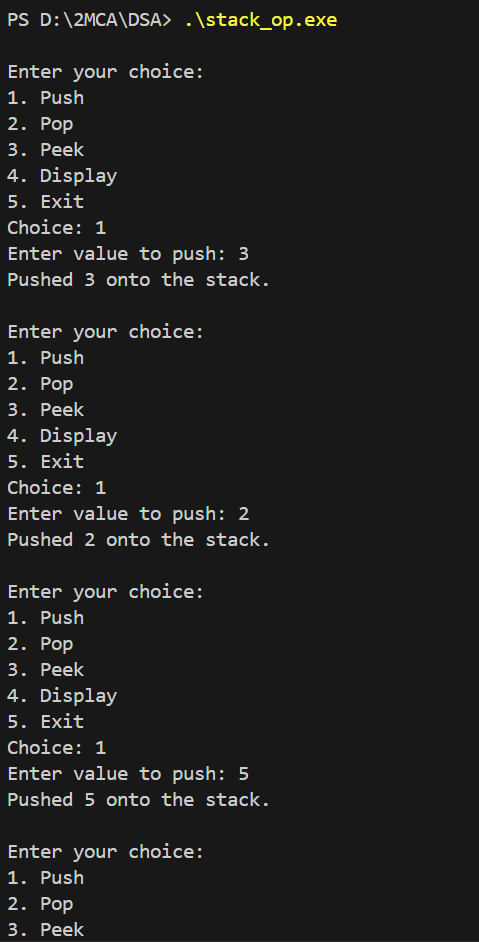 PS D:\2MCA\DSA> .\stack_op.exe
Enter your choice:
1. Push
2. Pop
3. Peek
4. Display
5. Exit
Choice: 1
Enter value to push: 3
Pushed 3 onto the stack.
Enter your choice:
1. Push
2. Pop
3. Peek
4. Display
5. Exit
Choice: 1
Enter value to push: 2
Pushed 2 onto the stack.
Enter your choice:
1. Push
2. Pop
3. Peek
4. Display
5. Exit
Choice: 1
Enter value to push: 5
Pushed 5 onto the stack.
Enter your choice:
1. Push
2. Pop
3. Peek